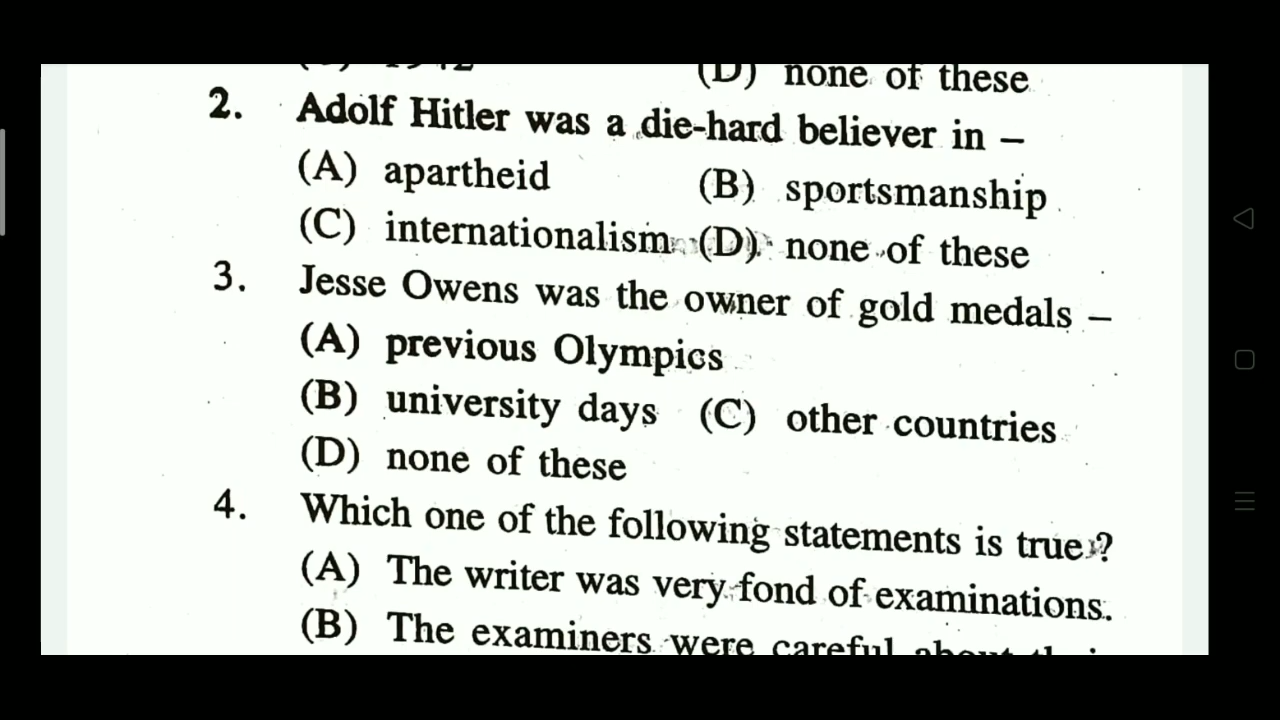 (D) none of these
2. Adolf Hitler was a die-hard believer in –
(A) apartheid (B) sportsmanship
(C) internationalism (D) none of these
3. Jesse Owens was the owner of gold medals –
(A) previous Olympics
(B) university days (C) other countries
(D) none of these
4. Which one of the following statements is true ?
(A) The writer was very fond of examinations.
(B) The examiners were careful about